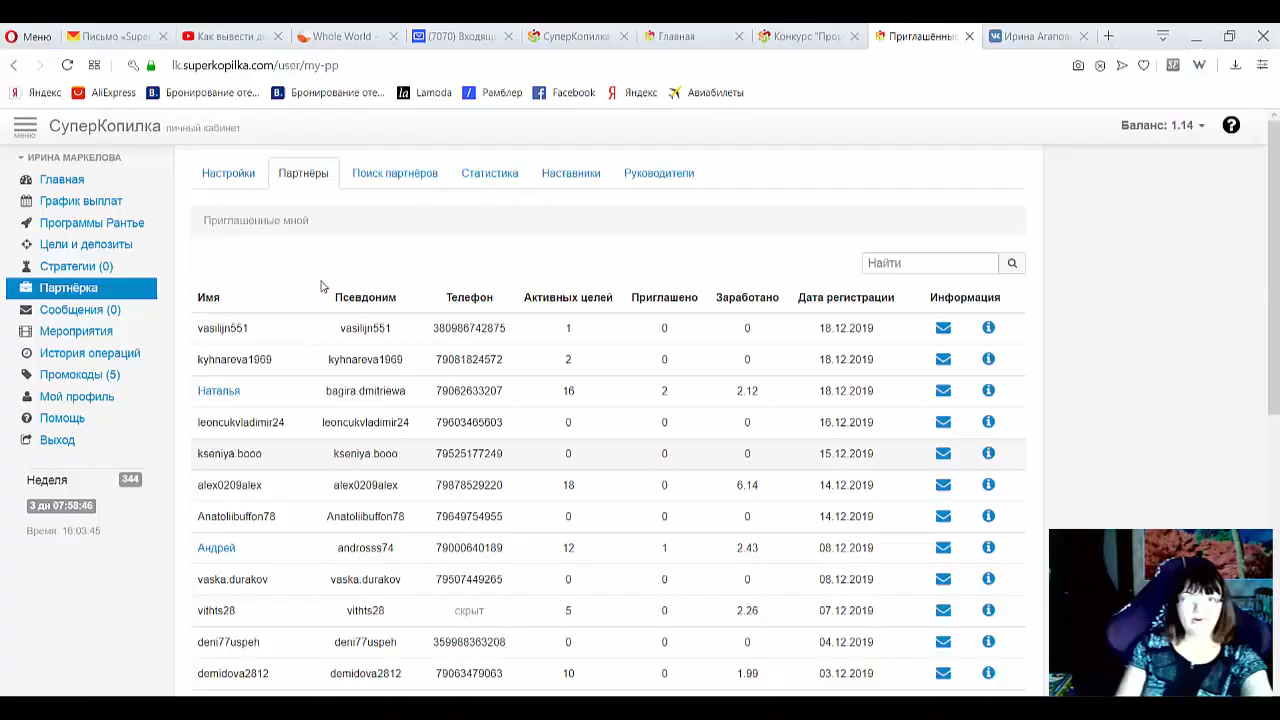 Меню
Письмо «Super
Как вывести де
Whole World -
(7070) Входящ
СуперКопилка
Главная
Конкурс "Прор
Приглашённые
Ирина Агапов
lk.superkopilka.com/user/my-pp
Яндекс
AliExpress
Бронирование оте...
Бронирование оте...
Lamoda
Рамблер
Facebook
Яндекс
Авиабилеты
меню
СуперКопилка личный кабинет
Баланс: 1.14
ИРИНА МАРКЕЛОВА
Главная
График выплат
Программы Рантье
Цели и депозиты
Стратегии (0)
Партнёрка
Сообщения (0)
Мероприятия
История операций
Промокоды (5)
Мой профиль
Помощь
Выход
Неделя 344
3 дн 07:58:46
Время: 16:03:45
Настройки Партнёры Поиск партнёров Статистика Наставники Руководители
Приглашённые мной
Найти
Имя Псевдоним Телефон Активных целей Приглашено Заработано Дата регистрации Информация
vasilijn551 vasilijn551 380986742875 1 0 0 18.12.2019
kyhnareva1969 kyhnareva1969 79081824572 2 0 0 18.12.2019
Наталья bagira.dmitriewa 79062633207 16 2 2.12 18.12.2019
leoncukvladimir24 leoncukvladimir24 79603465603 0 0 0 16.12.2019
kseniya.booo kseniya.booo 79525177249 0 0 0 15.12.2019
alex0209alex alex0209alex 79878529220 18 0 6.14 14.12.2019
Anatoliibuffon78 Anatoliibuffon78 79649754955 0 0 0 14.12.2019
Андрей androsss74 79000640189 12 1 2.43 08.12.2019
vaska.durakov vaska.durakov 79507449265 0 0 0 08.12.2019
vithts28 vithts28 скрыт 5 0 2.26 07.12.2019
deni77uspeh deni77uspeh 359988363208 0 0 0 04.12.2019
demidova2812 demidova2812 79063479063 10 0 1.99 03.12.2019